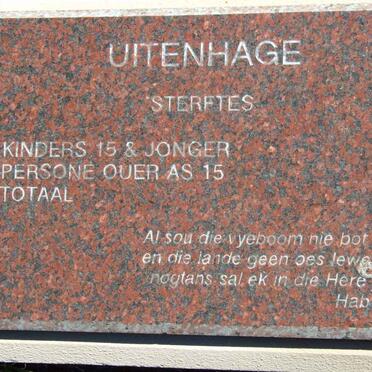 UITENHAGE
STERFTES
KINDERS 15 & JONGER
PERSONE OUER AS 15
TOTAAL
Al sou die vyeboom nie bot
en die lande geen oes lewe
nogtans sal ek in die Here
Hab